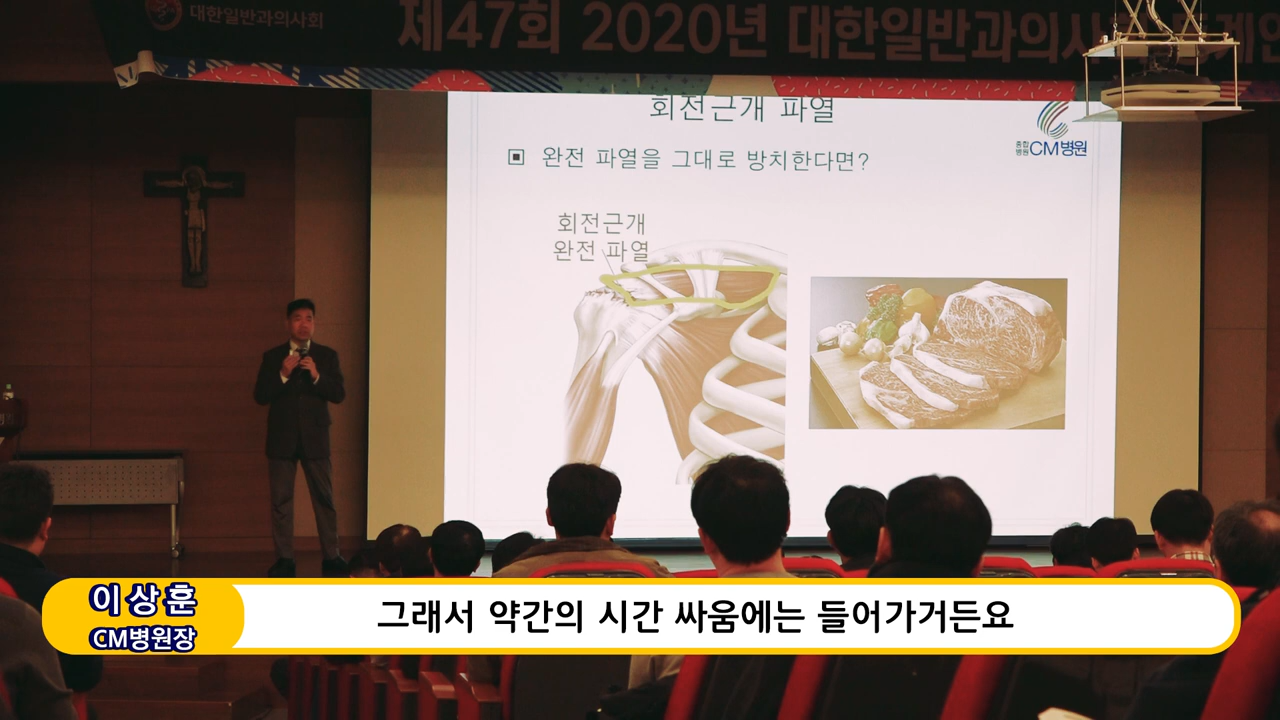 대한일반과의사회
제47회 2020년 대한일반과의사
회전근개 파열
종합
병원 CM병원
▣ 완전 파열을 그대로 방치한다면?
회전근개
완전 파열
이상훈
CM병원장
그래서 약간의 시간 싸움에는 들어가거든요